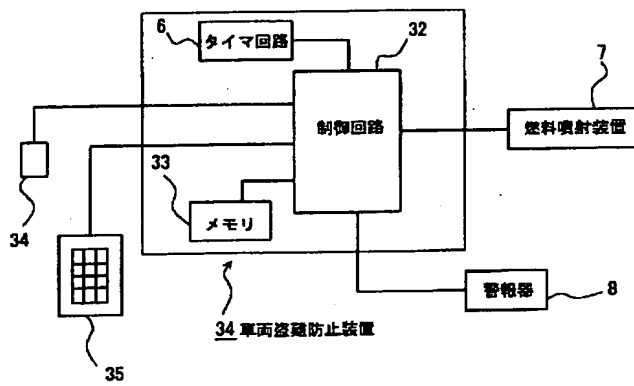 6
タイマ回路
32
7
制御回路
燃料噴射装置
34
33
メモリ
35
34 車両盗難防止装置
警報器
8